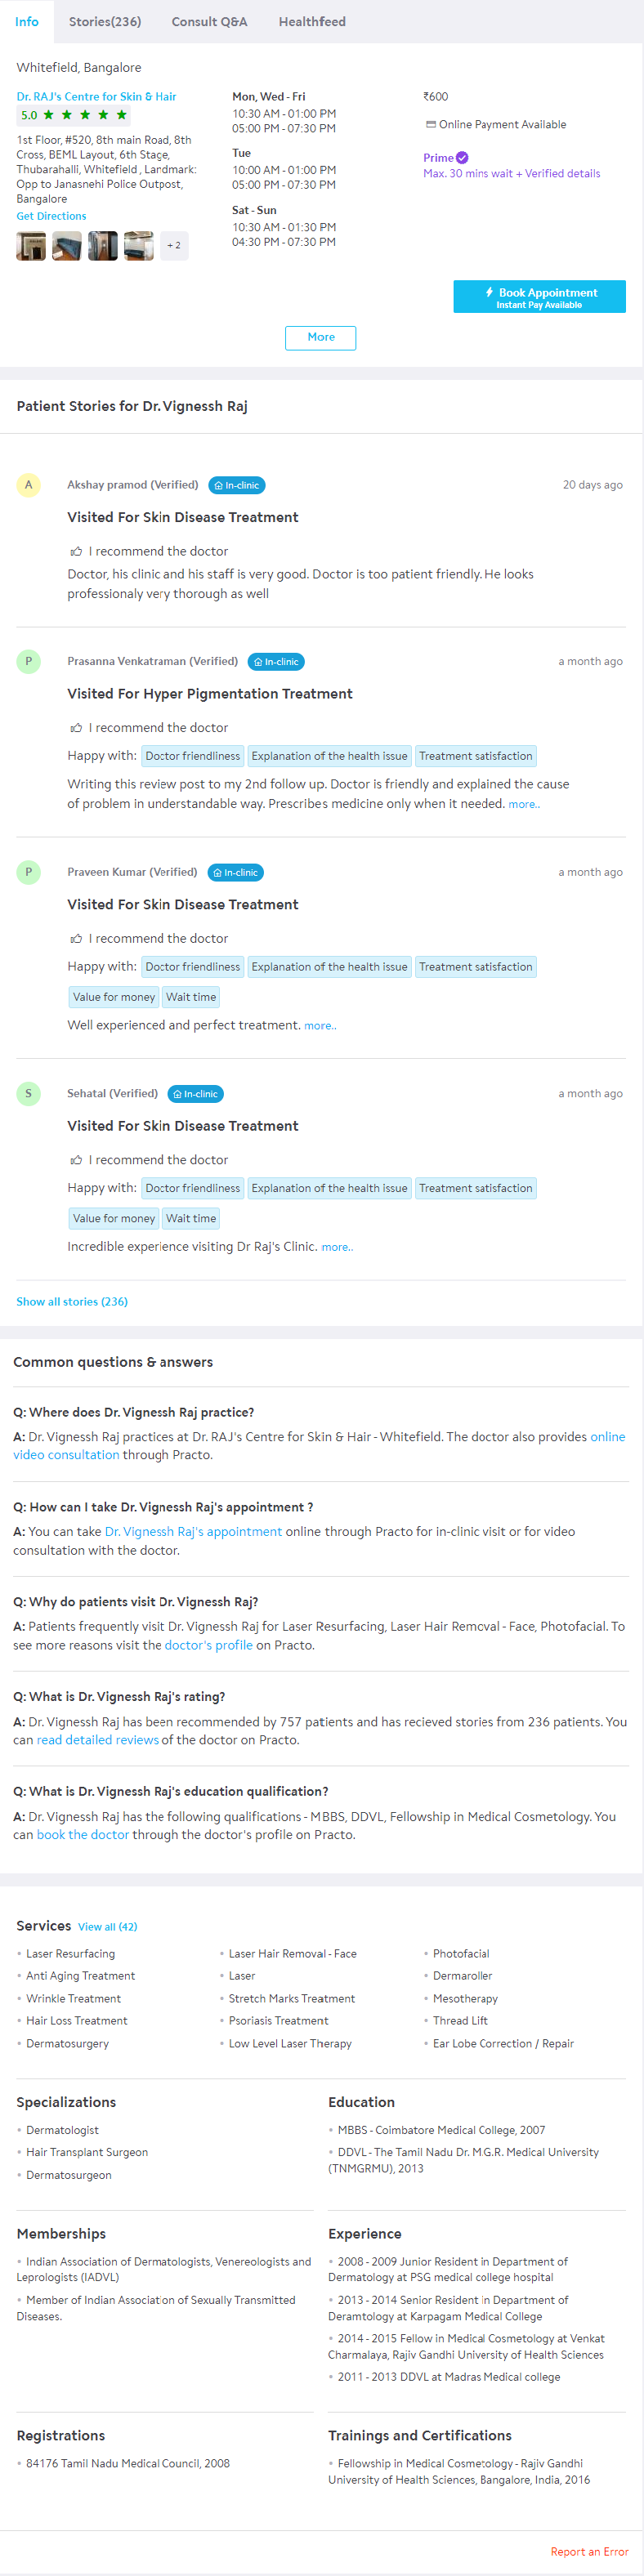 Info Stories(236) Consult Q&A Healthfeed
Whitefield, Bangalore
Dr. RAJ's Centre for Skin & Hair
5.0 ★ ★ ★ ★ ★
1st Floor, #520, 8th main Road, 8th
Cross, BEML Layout, 6th Stage,
Thubarahalli, Whitefield , Landmark:
Opp to Janasnehi Police Outpost,
Bangalore
Get Directions
+ 2
Mon, Wed - Fri
10:30 AM - 01:00 PM
05:00 PM - 07:30 PM
Tue
10:00 AM - 01:00 PM
05:00 PM - 07:30 PM
Sat - Sun
10:30 AM - 01:30 PM
04:30 PM - 07:30 PM
₹600
Online Payment Available
Prime
Max. 30 mins wait + Verified details
Book Appointment
Instant Pay Available
More
Patient Stories for Dr. Vignessh Raj
A Akshay pramod (Verified) In-clinic 20 days ago
Visited For Skin Disease Treatment
I recommend the doctor
Doctor, his clinic and his staff is very good. Doctor is too patient friendly. He looks
professionaly very thorough as well
P Prasanna Venkatraman (Verified) In-clinic a month ago
Visited For Hyper Pigmentation Treatment
I recommend the doctor
Happy with: Doctor friendliness Explanation of the health issue Treatment satisfaction
Writing this review post to my 2nd follow up. Doctor is friendly and explained the cause
of problem in understandable way. Prescribes medicine only when it needed. more..
P Praveen Kumar (Verified) In-clinic a month ago
Visited For Skin Disease Treatment
I recommend the doctor
Happy with: Doctor friendliness Explanation of the health issue Treatment satisfaction
Value for money Wait time
Well experienced and perfect treatment. more..
S Sehatal (Verified) In-clinic a month ago
Visited For Skin Disease Treatment
I recommend the doctor
Happy with: Doctor friendliness Explanation of the health issue Treatment satisfaction
Value for money Wait time
Incredible experience visiting Dr Raj's Clinic. more..
Show all stories (236)
Common questions & answers
Q: Where does Dr. Vignessh Raj practice?
A: Dr. Vignessh Raj practices at Dr. RAJ's Centre for Skin & Hair - Whitefield. The doctor also provides online
video consultation through Practo.
Q: How can I take Dr. Vignessh Raj's appointment ?
A: You can take Dr. Vignessh Raj's appointment online through Practo for in-clinic visit or for video
consultation with the doctor.
Q: Why do patients visit Dr. Vignessh Raj?
A: Patients frequently visit Dr. Vignessh Raj for Laser Resurfacing, Laser Hair Removal - Face, Photofacial. To
see more reasons visit the doctor's profile on Practo.
Q: What is Dr. Vignessh Raj's rating?
A: Dr. Vignessh Raj has been recommended by 757 patients and has recieved stories from 236 patients. You
can read detailed reviews of the doctor on Practo.
Q: What is Dr. Vignessh Raj's education qualification?
A: Dr. Vignessh Raj has the following qualifications - MBBS, DDVL, Fellowship in Medical Cosmetology. You
can book the doctor through the doctor's profile on Practo.
Services View all (42)
• Laser Resurfacing • Laser Hair Removal - Face • Photofacial
• Anti Aging Treatment • Laser • Dermaroller
• Wrinkle Treatment • Stretch Marks Treatment • Mesotherapy
• Hair Loss Treatment • Psoriasis Treatment • Thread Lift
• Dermatosurgery • Low Level Laser Therapy • Ear Lobe Correction / Repair
Specializations
• Dermatologist
• Hair Transplant Surgeon
• Dermatosurgeon
Education
• MBBS - Coimbatore Medical College, 2007
• DDVL - The Tamil Nadu Dr. M.G.R. Medical University
(TNMGRMU), 2013
Memberships
• Indian Association of Dermatologists, Venereologists and
Leprologists (IADVL)
• Member of Indian Association of Sexually Transmitted
Diseases.
Experience
• 2008 - 2009 Junior Resident in Department of
Dermatology at PSG medical college hospital
• 2013 - 2014 Senior Resident in Department of
Deramtology at Karpagam Medical College
• 2014 - 2015 Fellow in Medical Cosmetology at Venkat
Charmalaya, Rajiv Gandhi University of Health Sciences
• 2011 - 2013 DDVL at Madras Medical college
Registrations
• 84176 Tamil Nadu Medical Council, 2008
Trainings and Certifications
• Fellowship in Medical Cosmetology - Rajiv Gandhi
University of Health Sciences, Bangalore, India, 2016
Report an Error